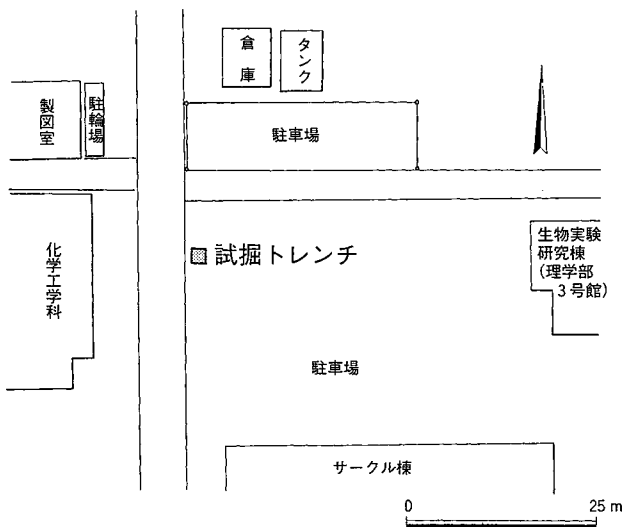 倉庫
タンク
製図室
駐輪場
駐車場
試掘トレンチ
化学工学科
生物実験
研究棟
(理学部
3号館)
駐車場
サークル棟
0 25 m